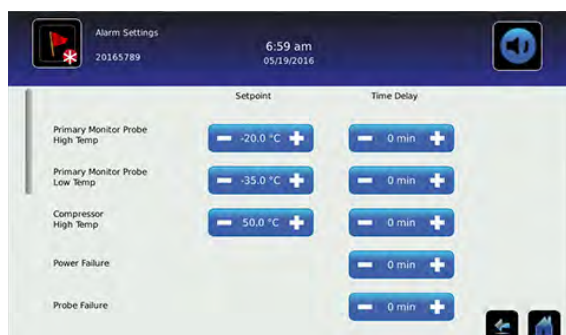 Alarm Settings
20165789
6:59 am
05/19/2016
Setpoint
Time Delay
Primary Monitor Probe
High Temp
-20.0 °C
0 min
Primary Monitor Probe
Low Temp
-35.0 °C
0 min
Compressor
High Temp
50.0 °C
0 min
Power Failure
0 min
Probe Failure
0 min